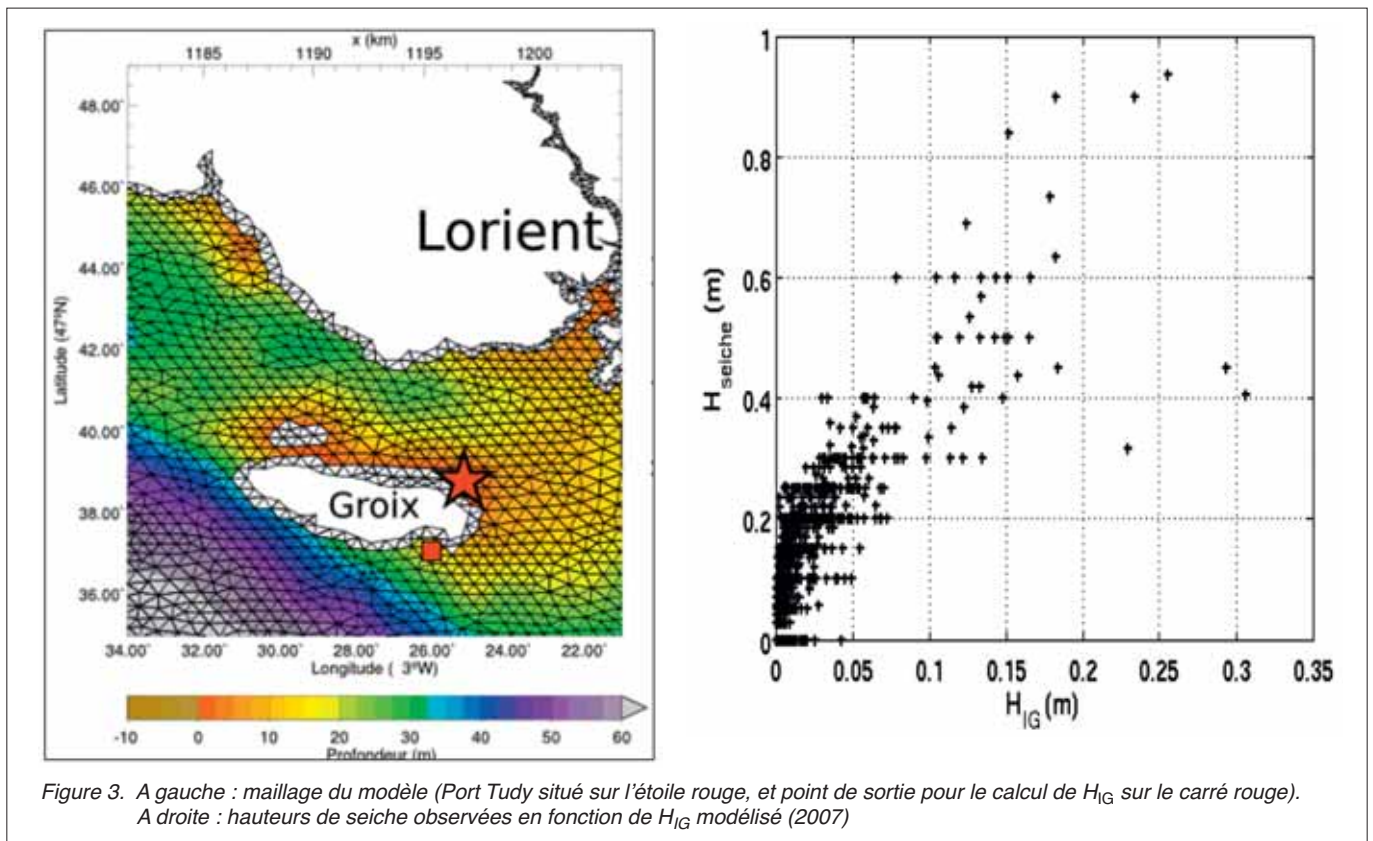 x (km)
1185 1190 1195 1200
48.00'
46.00'
44.00'
42.00'
40.00'
38.00'
36.00'
Latitude (47°N)
Lorient
Groix
34.00' 32.00' 30.00' 28.00' 26.00' 24.00' 22.00'
Longitude ( 3°W)
-10 0 10 20 30 40 50 60
Profondeur (m)
1
0.8
0.6
0.4
0.2
0
H seiche (m)
0 0.05 0.1 0.15 0.2 0.25 0.3 0.35
H IG (m)
Figure 3. A gauche : maillage du modèle (Port Tudy situé sur l'étoile rouge, et point de sortie pour le calcul de HIG sur le carré rouge).
A droite : hauteurs de seiche observées en fonction de HIG modélisé (2007)